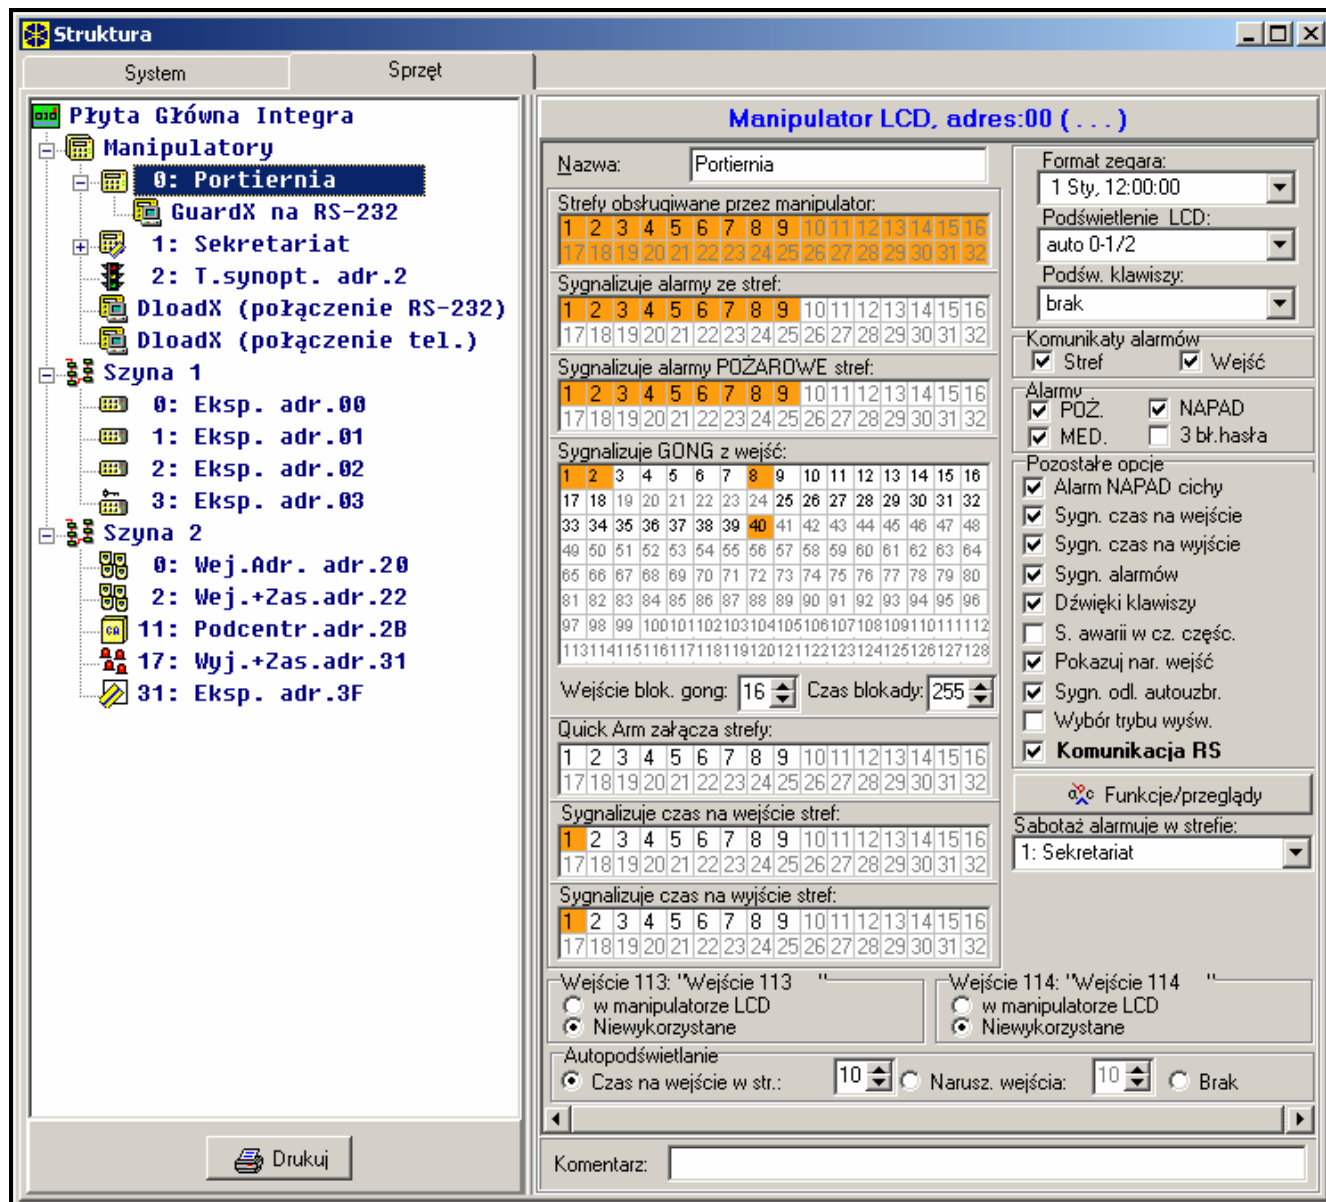 Struktura
System
Sprzęt
Płyta Główna Integra
Manipulatory
0: Portiernia
GuardX na RS-232
1: Sekretariat
2: T.synopt. adr.2
DloadX (połączenie RS-232)
DloadX (połączenie tel.)
Szyna 1
0: Eksp. adr.00
1: Eksp. adr.01
2: Eksp. adr.02
3: Eksp. adr.03
Szyna 2
0: Wej.Adr. adr.20
2: Wej.+Zas.adr.22
11: Podcentr.adr.2B
17: Wyj.+Zas.adr.31
31: Eksp. adr.3F
Drukuj
Manipulator LCD, adres:00 (...)
Nazwa: Portiernia
Strefy obsługiwane przez manipulator:
1 2 3 4 5 6 7 8 9 10 11 12 13 14 15 16
17 18 19 20 21 22 23 24 25 26 27 28 29 30 31 32
Sygnalizuje alarmy ze stref:
1 2 3 4 5 6 7 8 9 10 11 12 13 14 15 16
17 18 19 20 21 22 23 24 25 26 27 28 29 30 31 32
Sygnalizuje alarmy POŻAROWE stref:
1 2 3 4 5 6 7 8 9 10 11 12 13 14 15 16
17 18 19 20 21 22 23 24 25 26 27 28 29 30 31 32
Sygnalizuje GONG z wejść:
1 2 3 4 5 6 7 8 9 10 11 12 13 14 15 16
17 18 19 20 21 22 23 24 25 26 27 28 29 30 31 32
33 34 35 36 37 38 39 40 41 42 43 44 45 46 47 48
49 50 51 52 53 54 55 56 57 58 59 60 61 62 63 64
65 66 67 68 69 70 71 72 73 74 75 76 77 78 79 80
81 82 83 84 85 86 87 88 89 90 91 92 93 94 95 96
97 98 99 100 101 102 103 104 105 106 107 108 109 110 111 112
113 114 115 116 117 118 119 120 121 122 123 124 125 126 127 128
Wejście blok. gong: 16 Czas blokady: 255
Quick Arm załącza strefy:
1 2 3 4 5 6 7 8 9 10 11 12 13 14 15 16
17 18 19 20 21 22 23 24 25 26 27 28 29 30 31 32
Sygnalizuje czas na wejście stref:
1 2 3 4 5 6 7 8 9 10 11 12 13 14 15 16
17 18 19 20 21 22 23 24 25 26 27 28 29 30 31 32
Sygnalizuje czas na wyjście stref:
1 2 3 4 5 6 7 8 9 10 11 12 13 14 15 16
17 18 19 20 21 22 23 24 25 26 27 28 29 30 31 32
Format zegara:
1 Sty, 12:00:00
Podświetlenie LCD:
auto 0-1/2
Podśw. klawiszy:
brak
Komunikaty alarmów
Stref Wejść
Alarmy
POŻ. NAPAD
MED. 3 bł.hasła
Pozostałe opcje
Alarm NAPAD cichy
Sygn. czas na wejście
Sygn. czas na wyjście
Sygn. alarmów
Dźwięki klawiszy
S. awarii w cz. częśc.
Pokazuj nar. wejść
Sygn. odl. autouzbr.
Wybór trybu wyśw.
Komunikacja RS
Funkcje/przeglądy
Sabotaż alarmuje w strefie:
1: Sekretariat
Wejście 113: "Wejście 113 "
w manipulatorze LCD
Niewykorzystane
Wejście 114: "Wejście 114 "
w manipulatorze LCD
Niewykorzystane
Autopodświetlanie
Czas na wejście w str.: 10 Narusz. wejścia: 10 Brak
Komentarz: